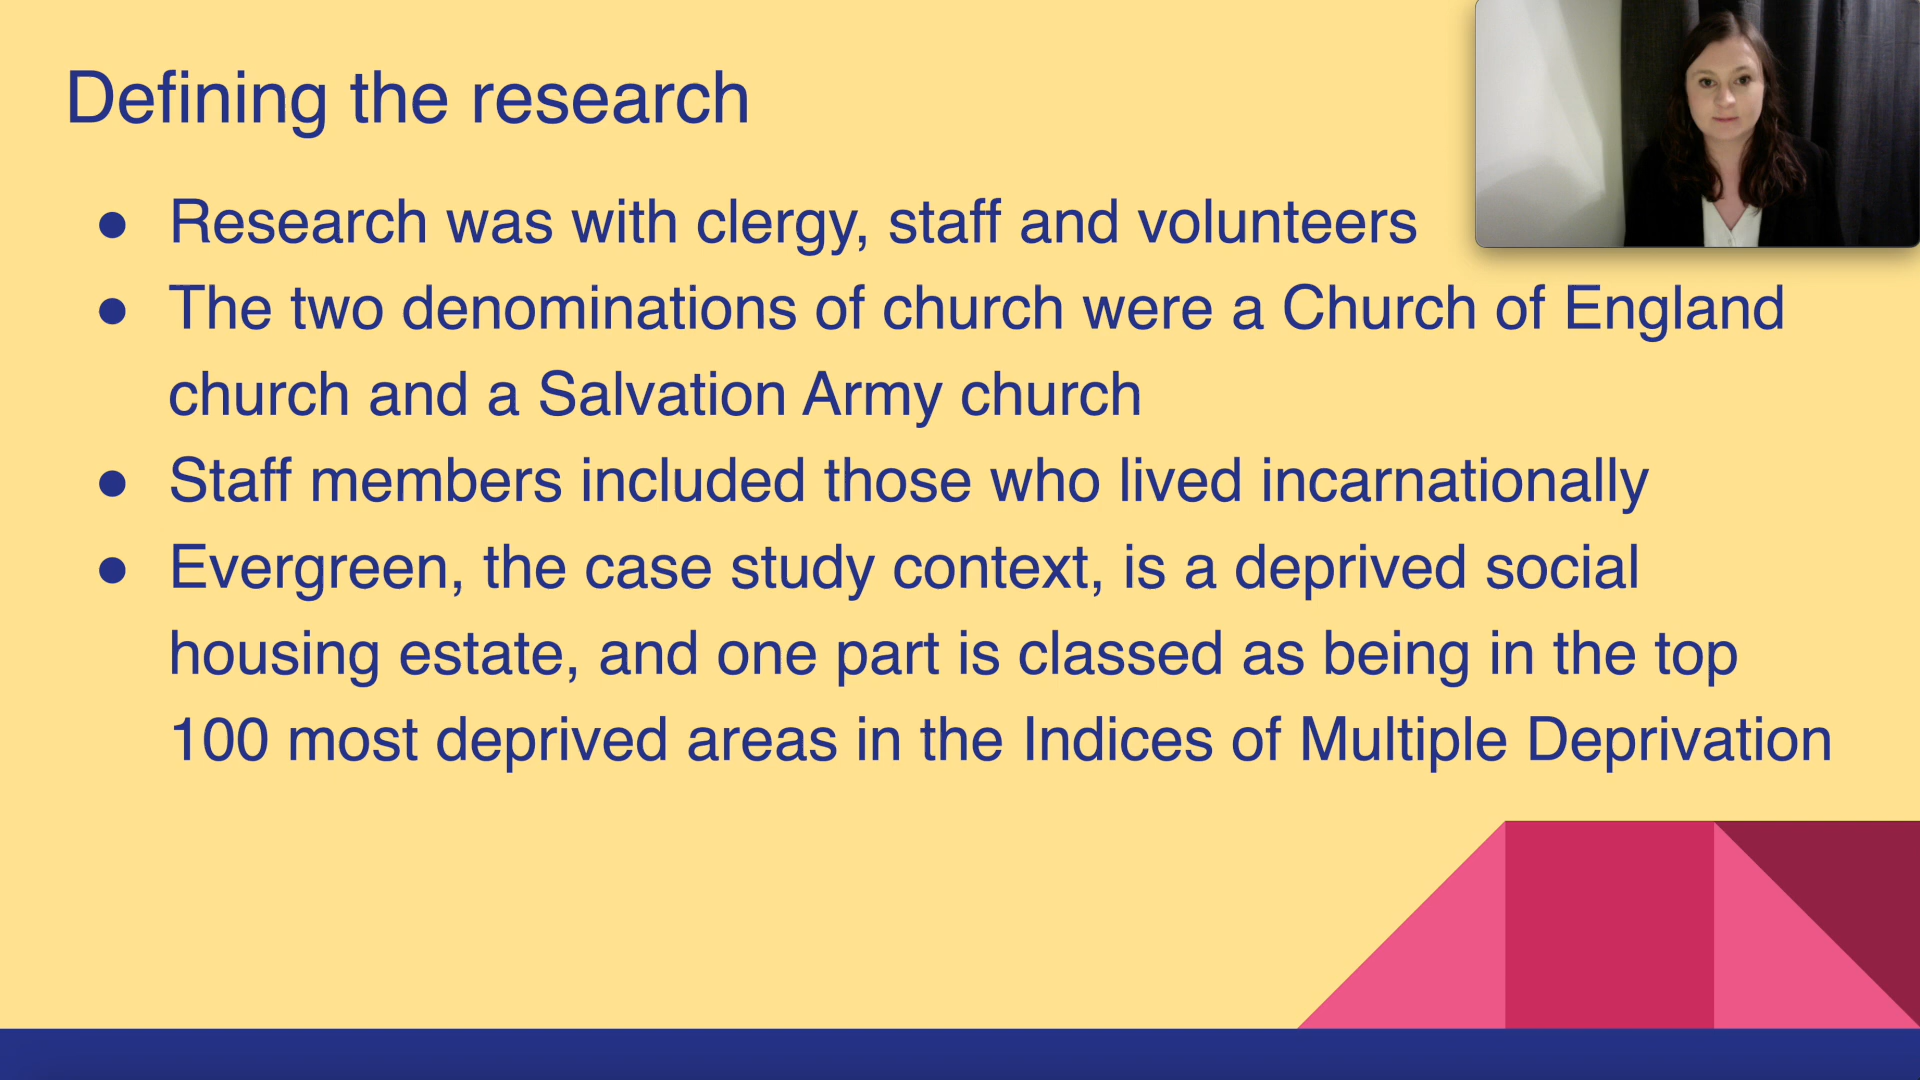 Defining the research
● Research was with clergy, staff and volunteers
● The two denominations of church were a Church of England
church and a Salvation Army church
● Staff members included those who lived incarnationally
● Evergreen, the case study context, is a deprived social
housing estate, and one part is classed as being in the top
100 most deprived areas in the Indices of Multiple Deprivation